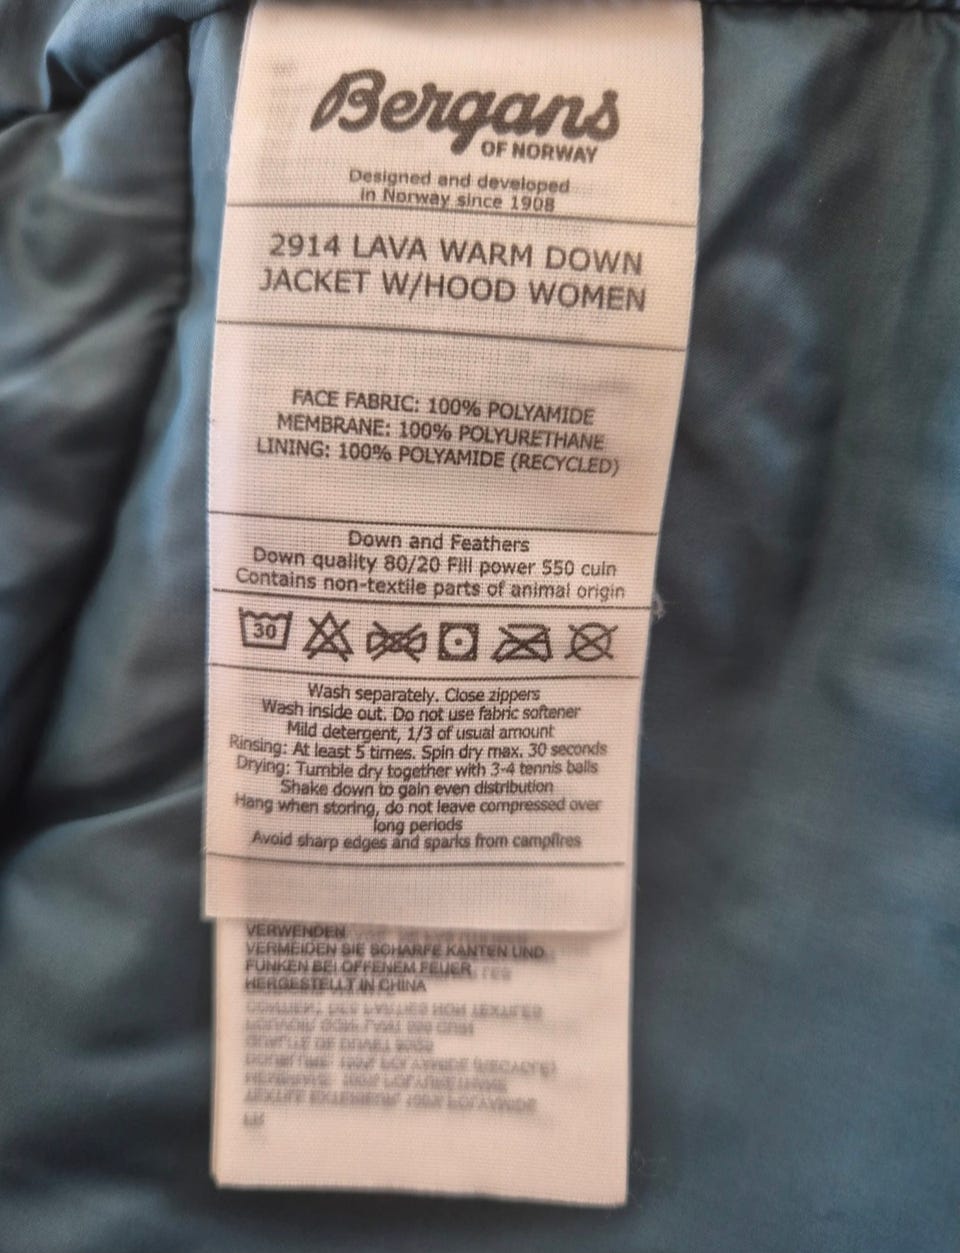 Bergans
OF NORWAY
Designed and developed
in Norway since 1908
2914 LAVA WARM DOWN
JACKET W/HOOD WOMEN
FACE FABRIC: 100% POLYAMIDE
MEMBRANE: 100% POLYURETHANE
LINING: 100% POLYAMIDE (RECYCLED)
Down and Feathers
Down quality 80/20 Fill power 550 cuin
Contains non-textile parts of animal origin
30
Wash separately. Close zippers
Wash inside out. Do not use fabric softener
Mild detergent, 1/3 of usual amount
Rinsing: At least 5 times. Spin dry max. 30 seconds
Drying: Tumble dry together with 3-4 tennis balls
Shake down to gain even distribution
Hang when storing, do not leave compressed over
long periods
Avoid sharp edges and sparks from campfires
VERWENDEN
VERMEIDEN SIE SCHARFE KANTEN UND
FUNKEN BEI OFFENEM FEUER
HERGESTELLT IN CHINA